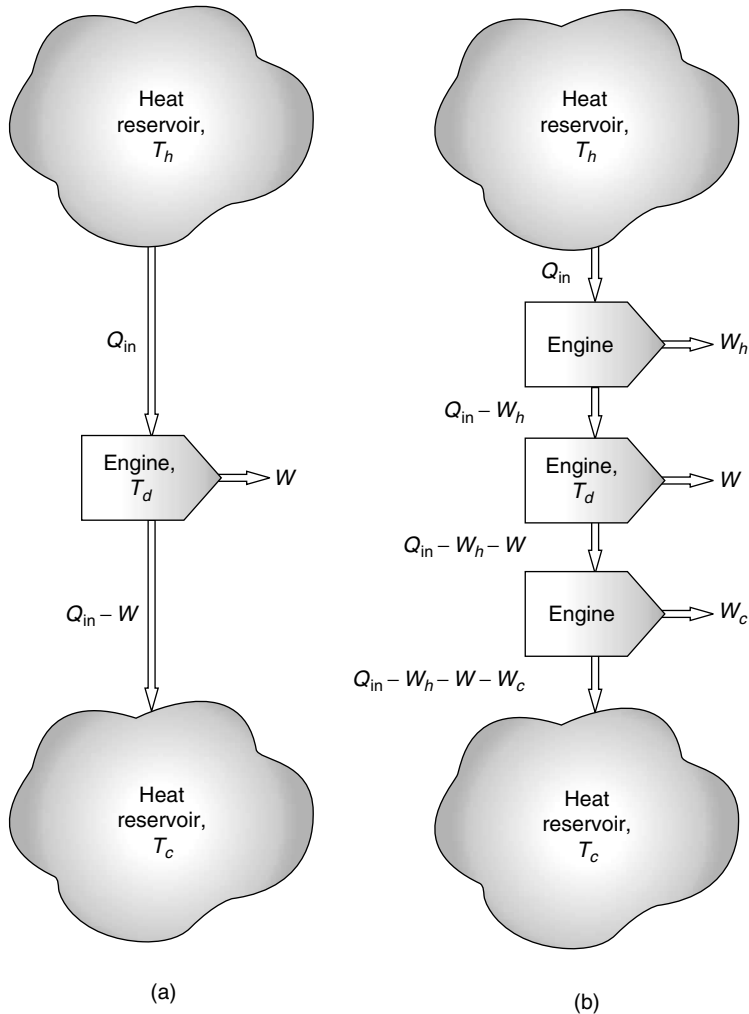 Heat
reservoir,
T_h
Q_in
Engine,
T_d
W
Q_in – W
Heat
reservoir,
T_c
(a)
Heat
reservoir,
T_h
Q_in
Engine
W_h
Q_in – W_h
Engine,
T_d
W
Q_in – W_h – W
Engine
W_c
Q_in – W_h – W – W_c
Heat
reservoir,
T_c
(b)